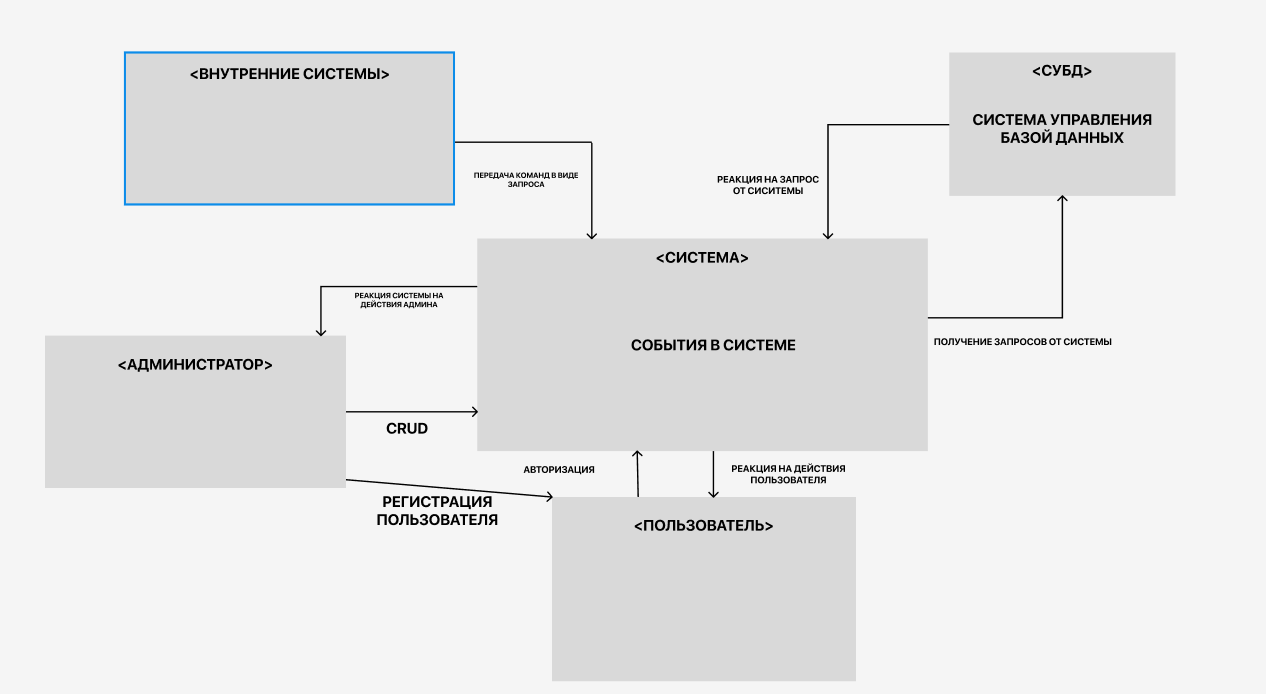 <ВНУТРЕННИЕ СИСТЕМЫ>
<СУБД>
СИСТЕМА УПРАВЛЕНИЯ
БАЗОЙ ДАННЫХ
ПЕРЕДАЧА КОМАНД В ВИДЕ
ЗАПРОСА
РЕАКЦИЯ НА ЗАПРОС
ОТ СИСИТЕМЫ
<СИСТЕМА>
СОБЫТИЯ В СИСТЕМЕ
РЕАКЦИЯ СИСТЕМЫ НА
ДЕЙСТВИЯ АДМИНА
ПОЛУЧЕНИЕ ЗАПРОСОВ ОТ СИСТЕМЫ
<АДМИНИСТРАТОР>
CRUD
АВТОРИЗАЦИЯ
РЕАКЦИЯ НА ДЕЙСТВИЯ
ПОЛЬЗОВАТЕЛЯ
РЕГИСТРАЦИЯ
ПОЛЬЗОВАТЕЛЯ
<ПОЛЬЗОВАТЕЛЬ>